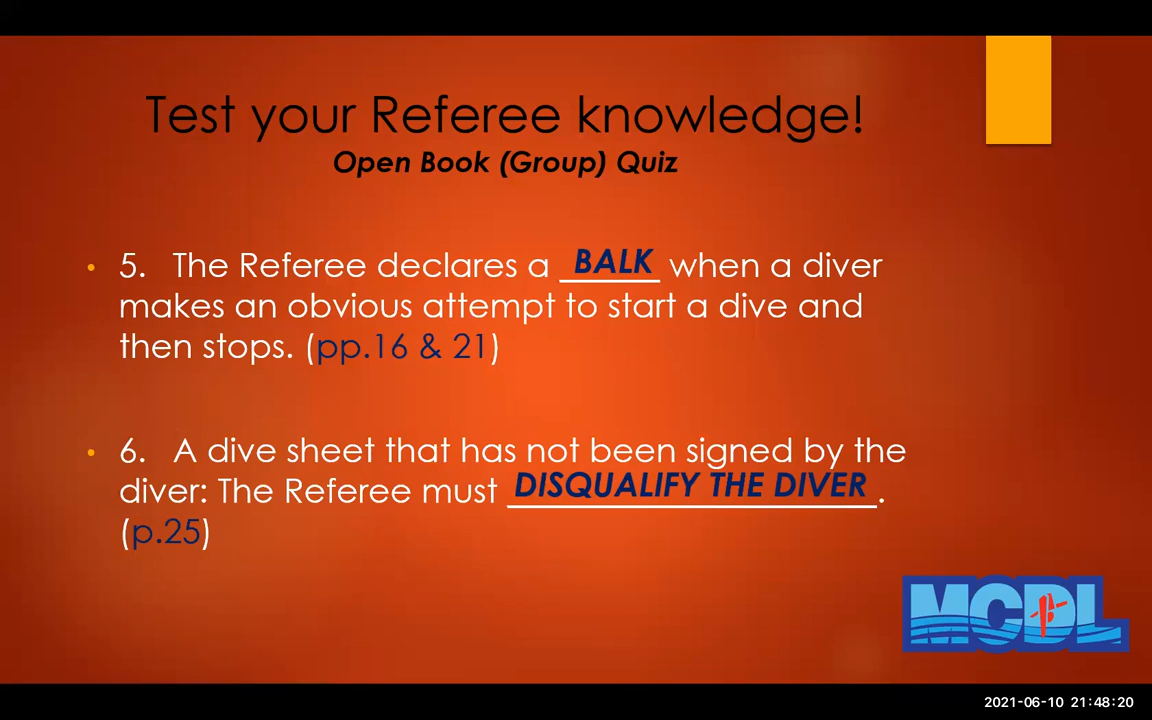 Test your Referee knowledge!
Open Book (Group) Quiz
• 5. The Referee declares a BALK when a diver
makes an obvious attempt to start a dive and
then stops. (pp.16 & 21)
• 6. A dive sheet that has not been signed by the
diver: The Referee must DISQUALIFY THE DIVER.
(p.25)
MCDL
2021-06-10 21:48:20